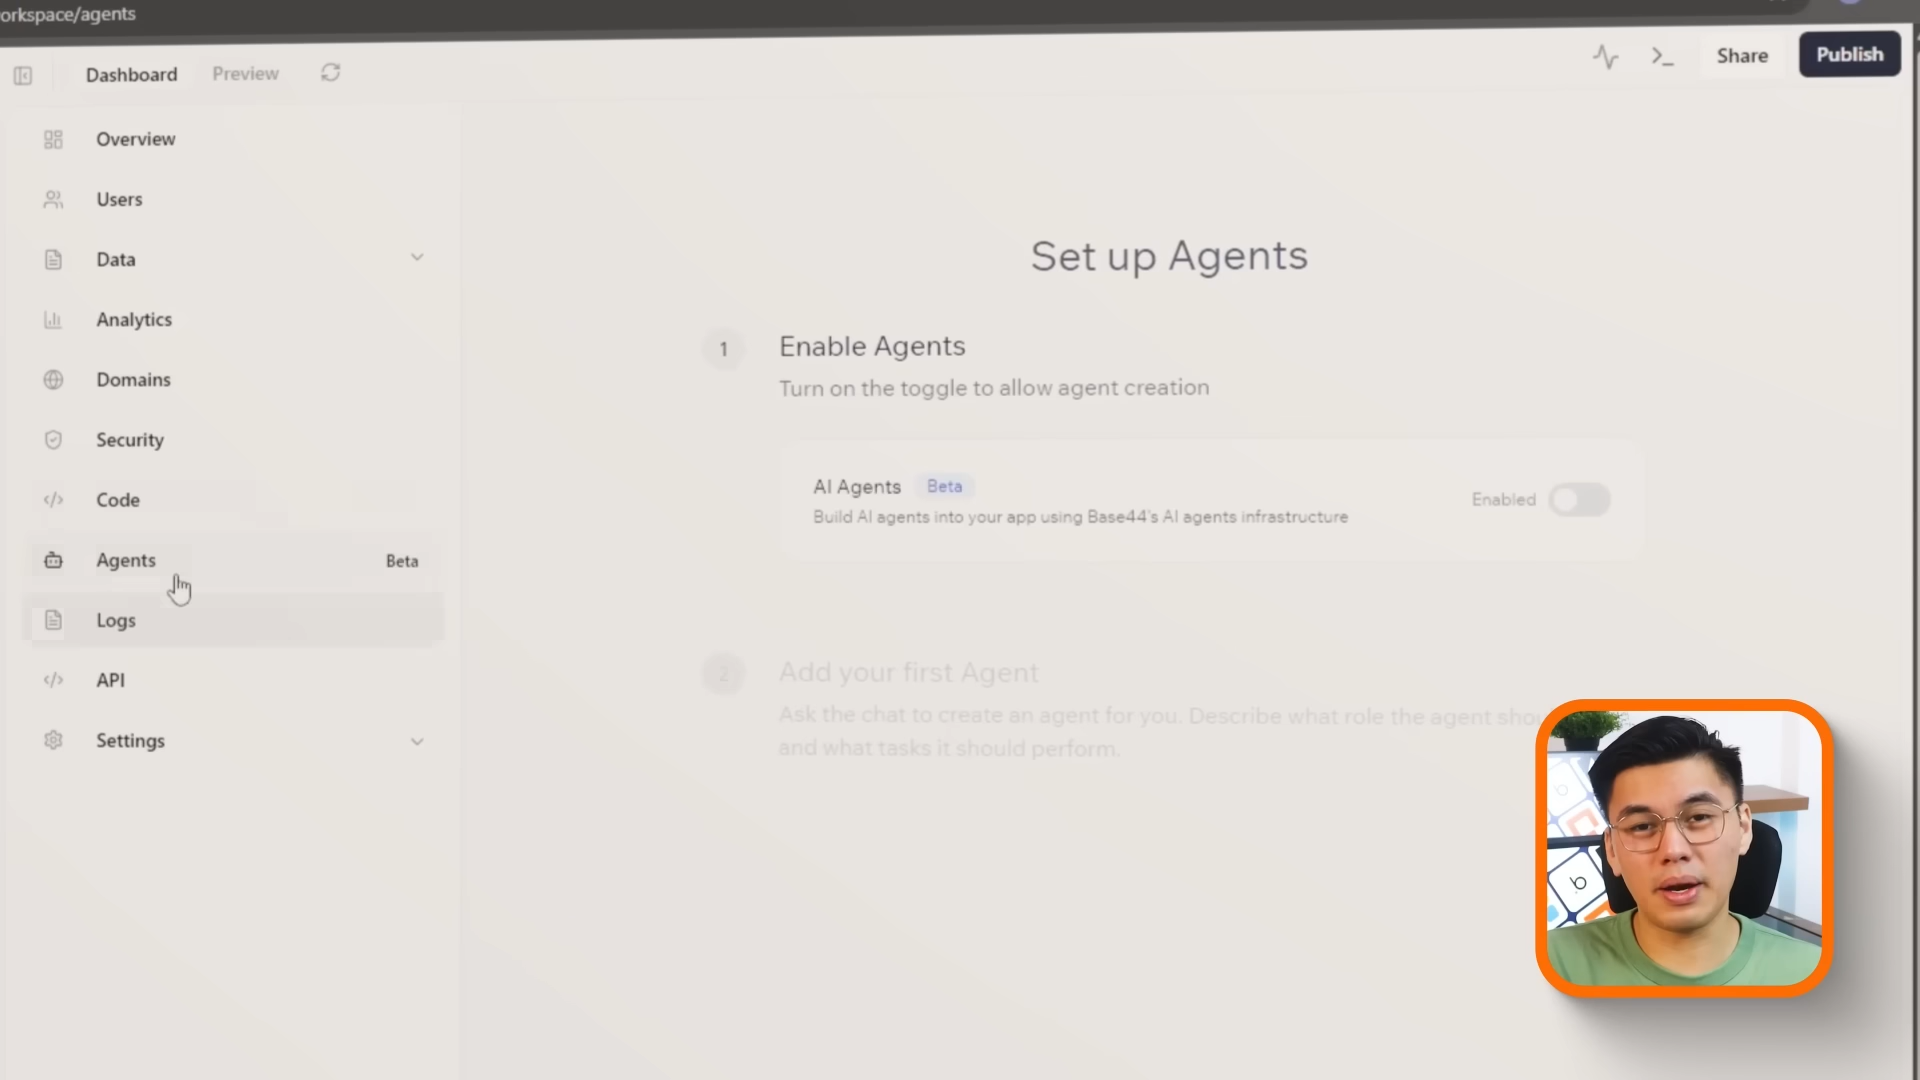 orkspace/agents
Dashboard
Preview
Share
Publish
Overview
Users
Data
Analytics
Domains
Security
Code
Agents
Beta
Logs
API
Settings
Set up Agents
1
Enable Agents
Turn on the toggle to allow agent creation
AI Agents
Beta
Build AI agents into your app using Base44's AI agents infrastructure
Enabled
2
Add your first Agent
Ask the chat to create an agent for you. Describe what role the agent shou
and what tasks it should perform.
b